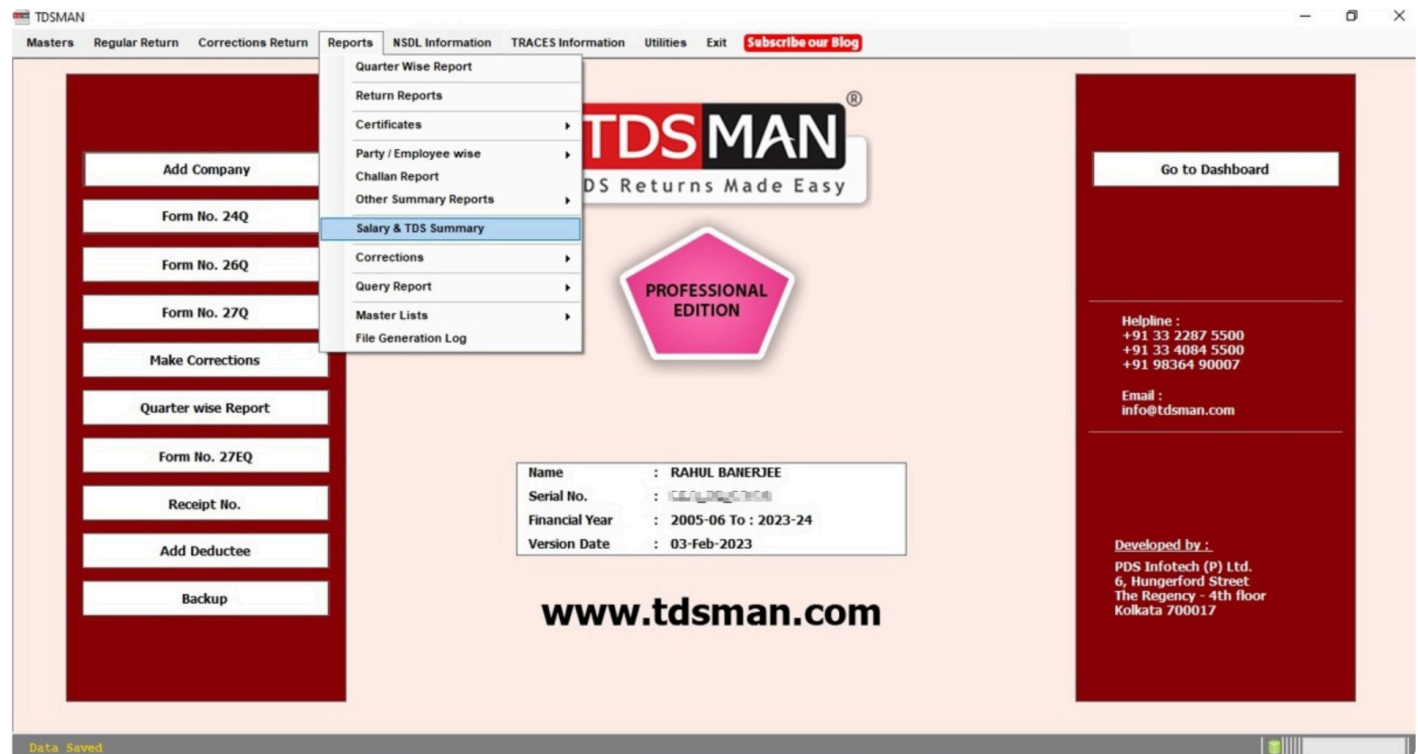 TDSMAN
Masters Regular Return Corrections Return Reports NSDL Information TRACES Information Utilities Exit Subscribe our Blog
Quarter Wise Report
Return Reports
Certificates
Party / Employee wise
Challan Report
Other Summary Reports
Salary & TDS Summary
Corrections
Query Report
Master Lists
File Generation Log
Add Company
Form No. 24Q
Form No. 26Q
Form No. 27Q
Make Corrections
Quarter wise Report
Form No. 27EQ
Receipt No.
Add Deductee
Backup
TDSMAN ®
DS Returns Made Easy
PROFESSIONAL
EDITION
Name : RAHUL BANERJEE
Serial No. :
Financial Year : 2005-06 To : 2023-24
Version Date : 03-Feb-2023
www.tdsman.com
Go to Dashboard
Helpline :
+91 33 2287 5500
+91 33 4084 5500
+91 98364 90007
Email :
info@tdsman.com
Developed by :
PDS Infotech (P) Ltd.
6, Hungerford Street
The Regency - 4th floor
Kolkata 700017
Data Saved